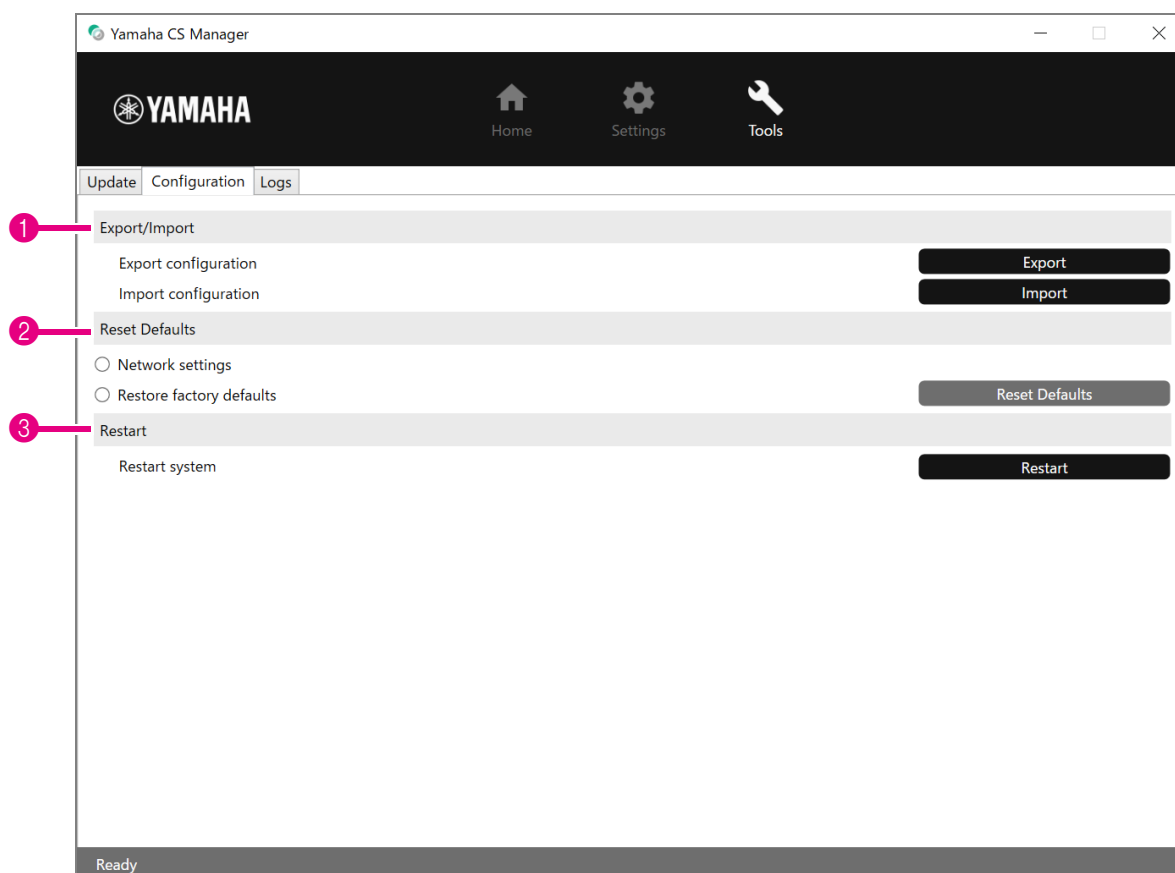 Yamaha CS Manager
YAMAHA
Home
Settings
Tools
Update
Configuration
Logs
1
Export/Import
Export configuration
Export
Import configuration
Import
2
Reset Defaults
Network settings
Restore factory defaults
Reset Defaults
3
Restart
Restart system
Restart
Ready